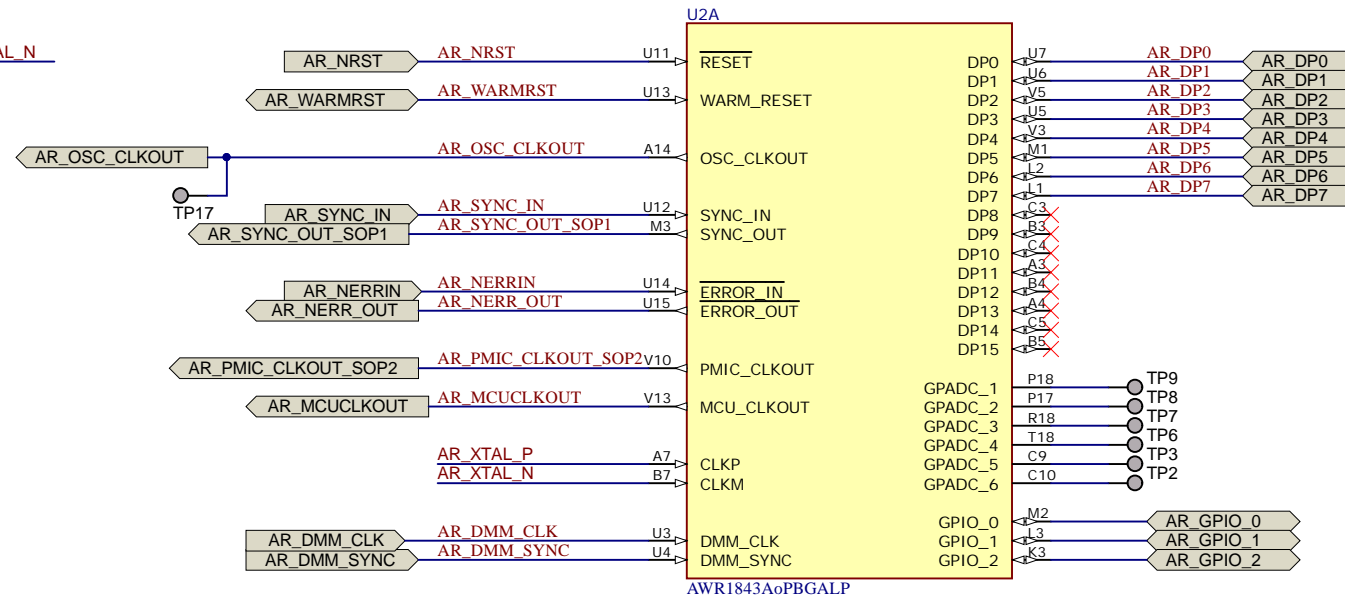 U2A
AL_N
AR_NRST AR_NRST U11 RESET DP0 U7 AR_DP0 AR_DP0
DP1 U6 AR_DP1 AR_DP1
AR_WARMRST AR_WARMRST U13 WARM_RESET DP2 V5 AR_DP2 AR_DP2
DP3 U5 AR_DP3 AR_DP3
DP4 V3 AR_DP4 AR_DP4
AR_OSC_CLKOUT AR_OSC_CLKOUT A14 OSC_CLKOUT DP5 M1 AR_DP5 AR_DP5
DP6 L2 AR_DP6 AR_DP6
TP17 DP7 L1 AR_DP7 AR_DP7
AR_SYNC_IN AR_SYNC_IN U12 SYNC_IN DP8 C3
AR_SYNC_OUT_SOP1 AR_SYNC_OUT_SOP1 M3 SYNC_OUT DP9 B3
DP10 C4
DP11 A3
AR_NERRIN AR_NERRIN U14 ERROR_IN DP12 B4
AR_NERR_OUT AR_NERR_OUT U15 ERROR_OUT DP13 A4
DP14 C5
DP15 B5
AR_PMIC_CLKOUT_SOP2 AR_PMIC_CLKOUT_SOP2 V10 PMIC_CLKOUT
GPADC_1 P18 TP9
AR_MCUCLKOUT AR_MCUCLKOUT V13 MCU_CLKOUT GPADC_2 P17 TP8
GPADC_3 R18 TP7
GPADC_4 T18 TP6
AR_XTAL_P A7 CLKP GPADC_5 C9 TP3
AR_XTAL_N B7 CLKM GPADC_6 C10 TP2
GPIO_0 M2 AR_GPIO_0
AR_DMM_CLK AR_DMM_CLK U3 DMM_CLK GPIO_1 L3 AR_GPIO_1
AR_DMM_SYNC AR_DMM_SYNC U4 DMM_SYNC GPIO_2 K3 AR_GPIO_2
AWR1843AoPBGALP